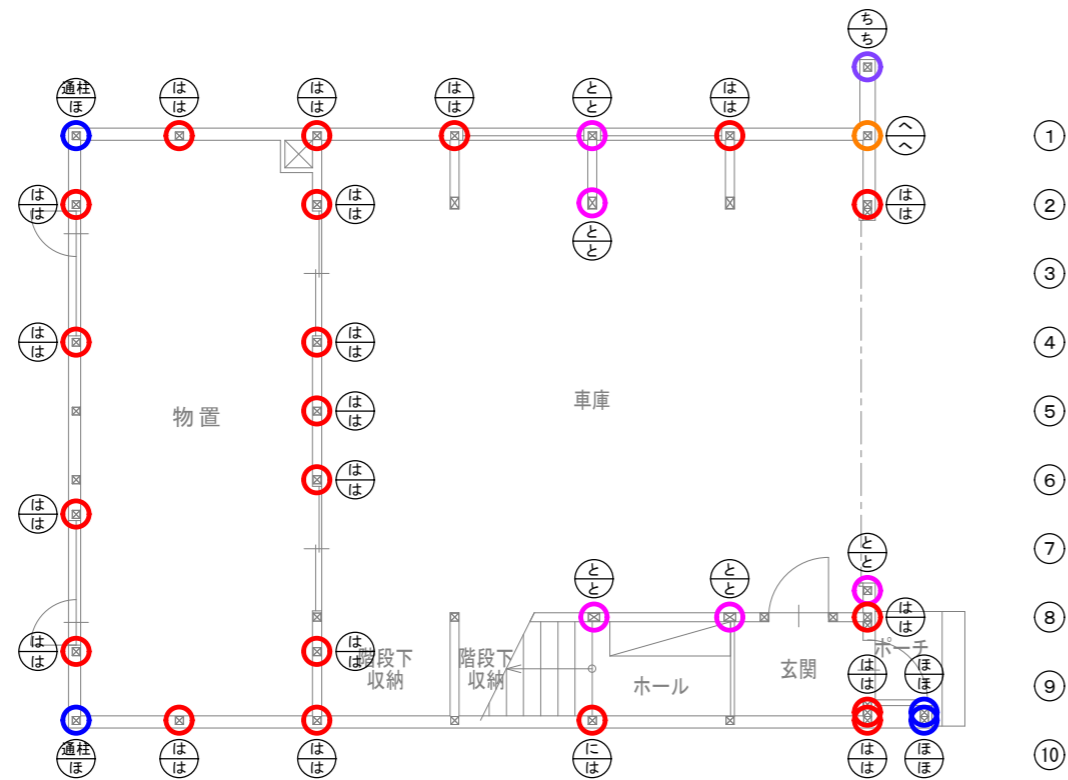 ち
ち
通柱
ほ
は
は
は
は
は
は
と
と
は
は
へ
へ
①
は
は
は
は
と
と
は
は
②
③
は
は
は
は
④
物置
車庫
は
は
⑤
は
は
⑥
は
は
と
と
と
と
と
と
⑦
は
は
⑧
は
は
は
は
階段下
収納
階段下
収納
ホール
玄関
ポーチ
は
は
ほ
ほ
⑨
通柱
ほ
は
は
は
は
に
は
は
は
ほ
ほ
⑩